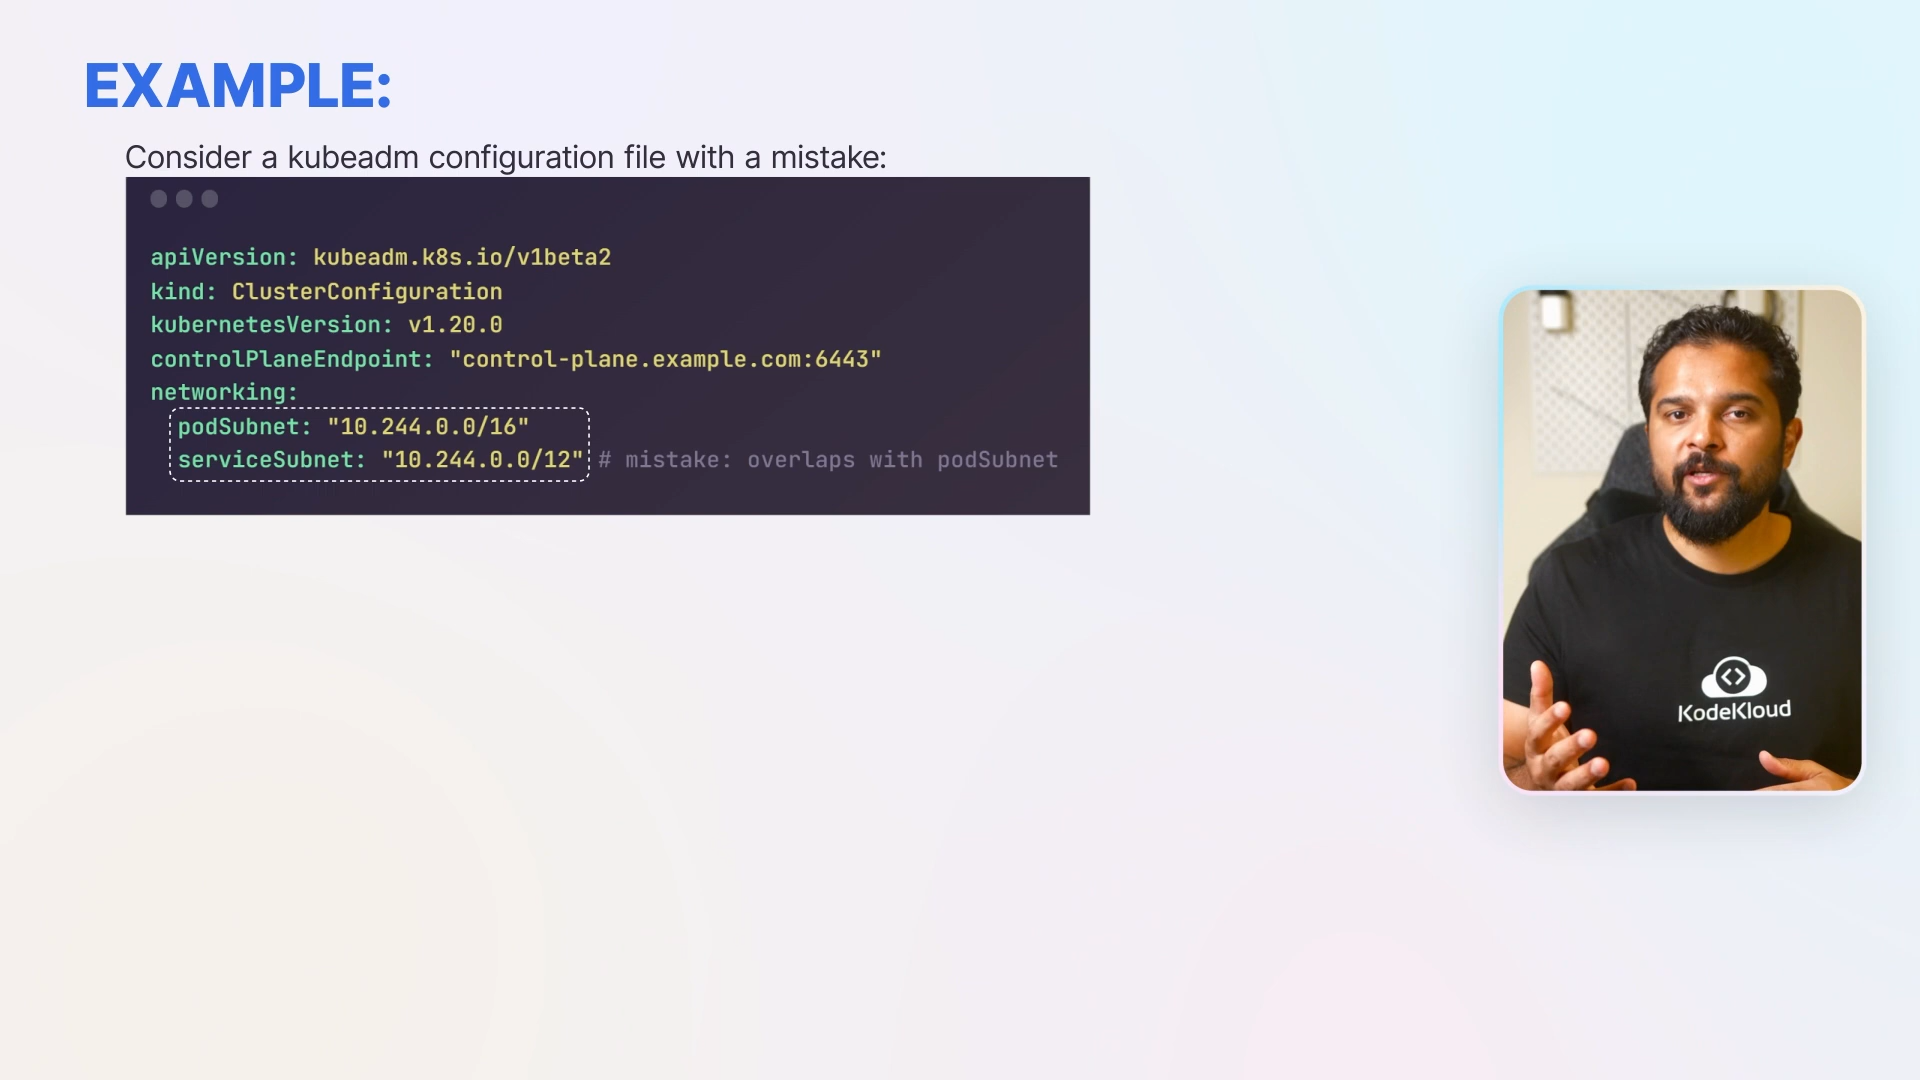 EXAMPLE:
Consider a kubeadm configuration file with a mistake:
apiVersion: kubeadm.k8s.io/v1beta2
kind: ClusterConfiguration
kubernetesVersion: v1.20.0
controlPlaneEndpoint: "control-plane.example.com:6443"
networking:
podSubnet: "10.244.0.0/16"
serviceSubnet: "10.244.0.0/12" # mistake: overlaps with podSubnet
KodeKloud